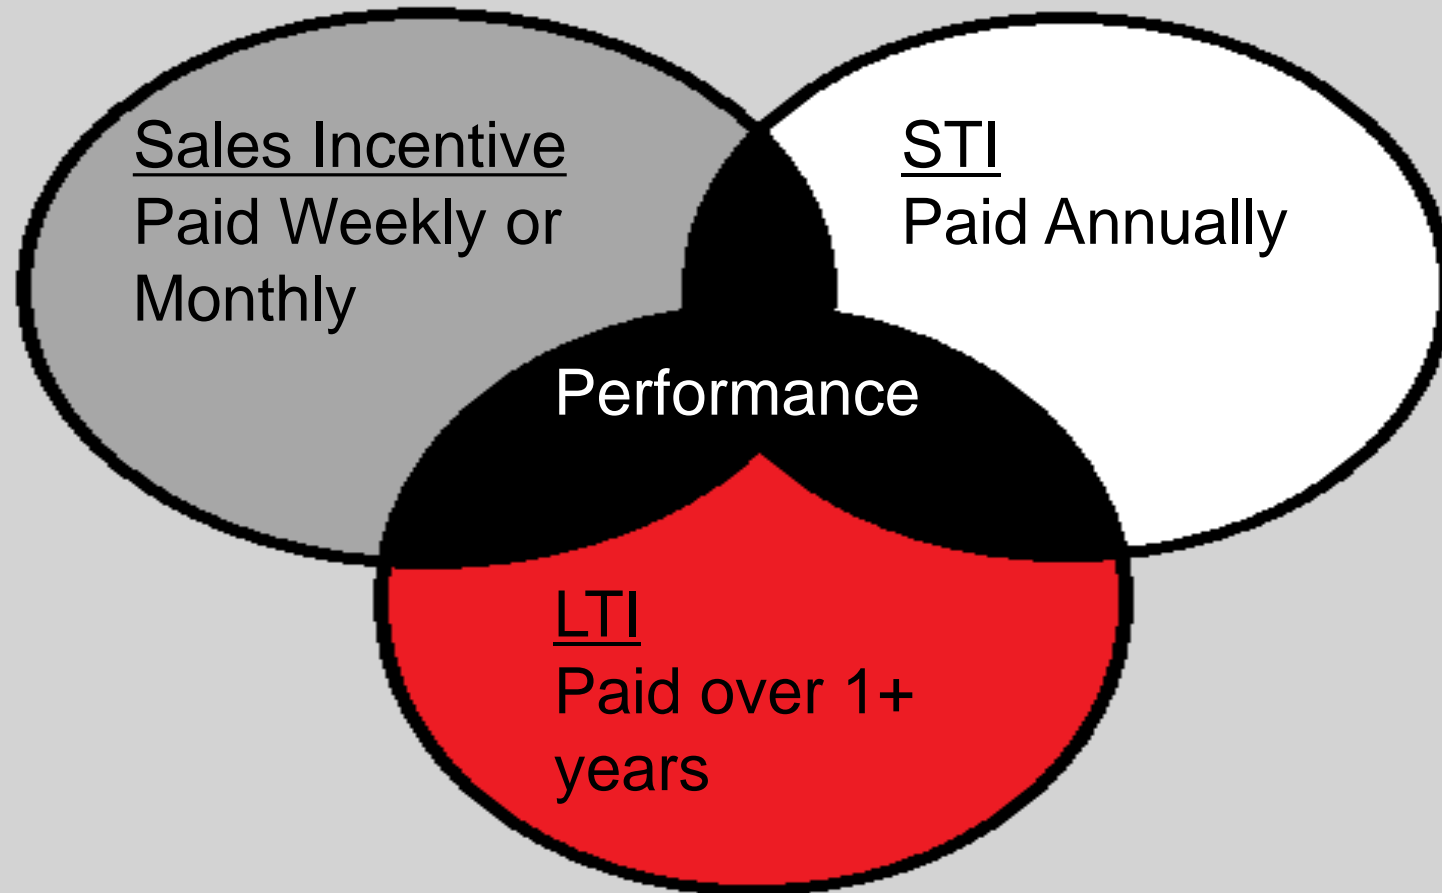 Sales Incentive
Paid Weekly or
Monthly
STI
Paid Annually
Performance
LTI
Paid over 1+
years